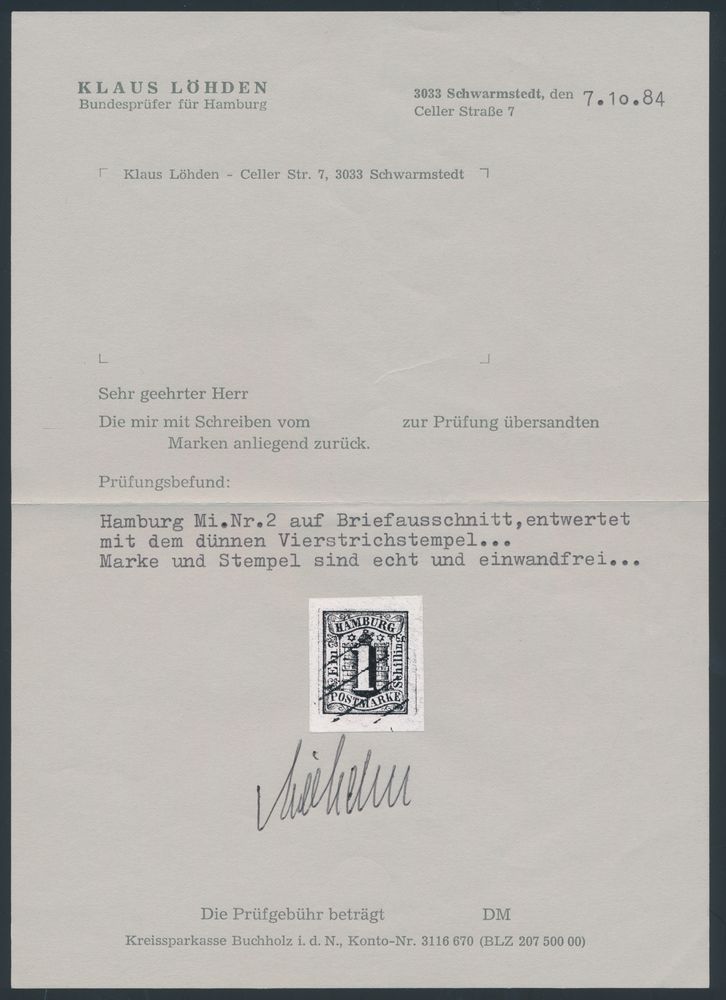 KLAUS LÖHDEN
Bundesprüfer für Hamburg
3033 Schwarmstedt, den 7.10.84
Celler Straße 7
Klaus Löhden - Celler Str. 7, 3033 Schwarmstedt
Sehr geehrter Herr
Die mir mit Schreiben vom zur Prüfung übersandten
Marken anliegend zurück.
Prüfungsbefund:
Hamburg Mi.Nr.2 auf Briefausschnitt,entwertet
mit dem dünnen Vierstrichstempel...
Marke und Stempel sind echt und einwandfrei...
HAMBURG
Ein
1
Schilling
POSTMARKE
Die Prüfgebühr beträgt DM
Kreissparkasse Buchholz i. d. N., Konto-Nr. 3116 670 (BLZ 207 500 00)